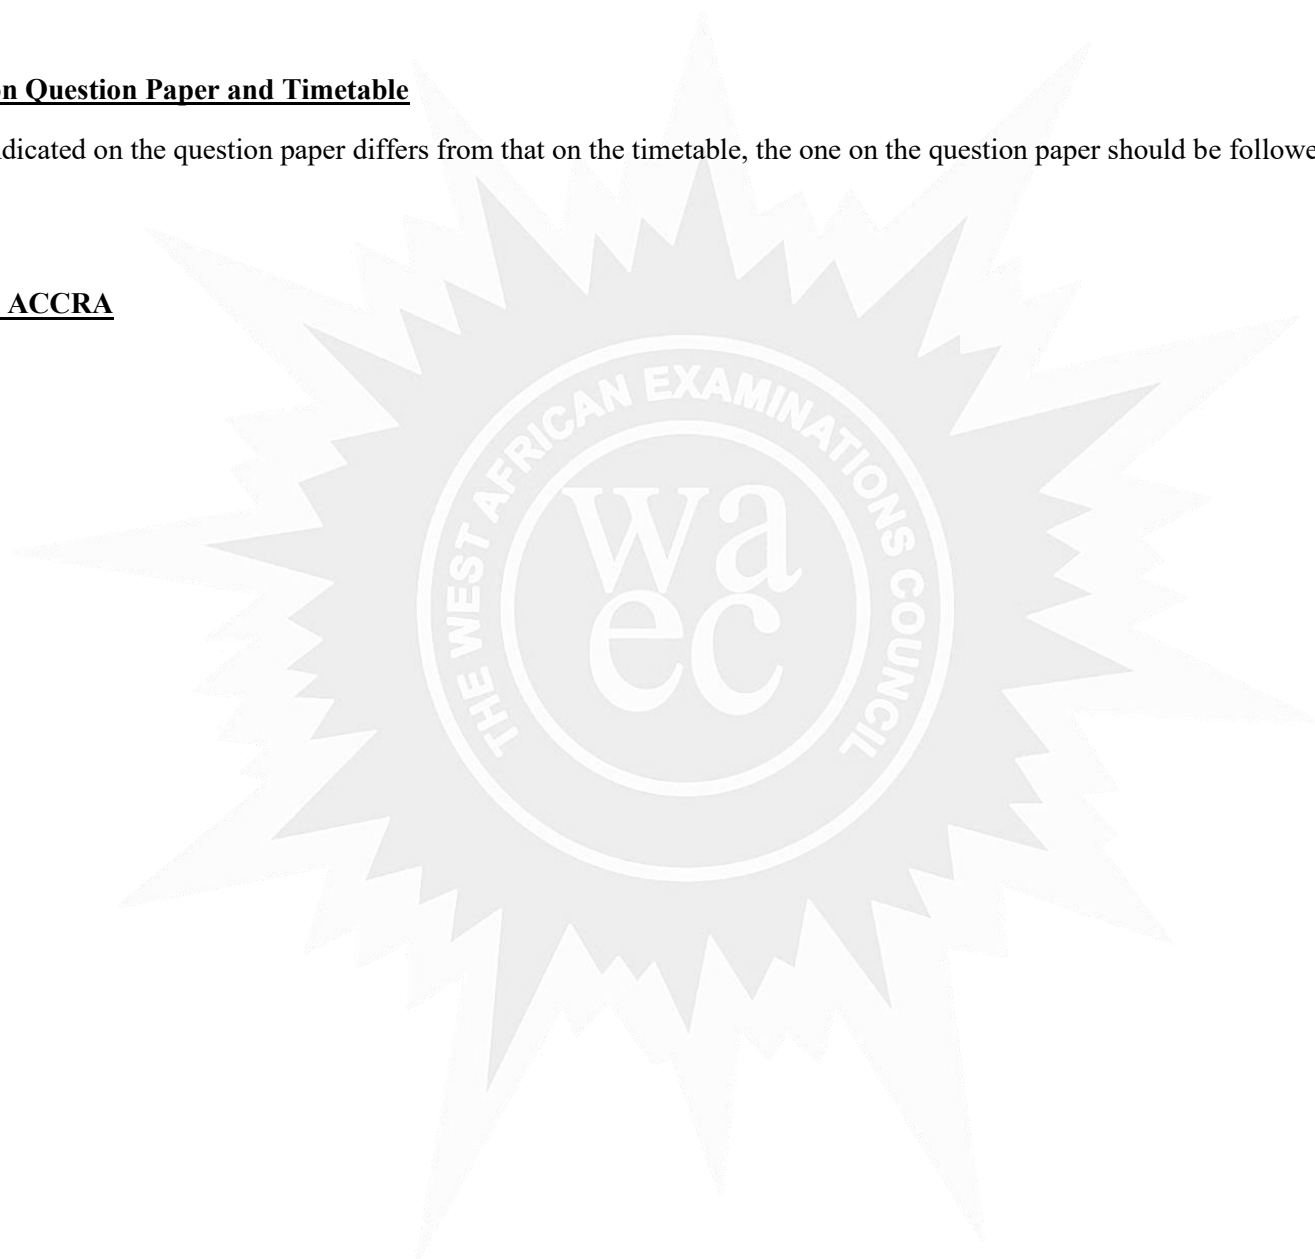 n Question Paper and Timetable
dicated on the question paper differs from that on the timetable, the one on the question paper should be followe
ACCRA
THE WEST AFRICAN EXAMINATIONS COUNCIL
wa
ec